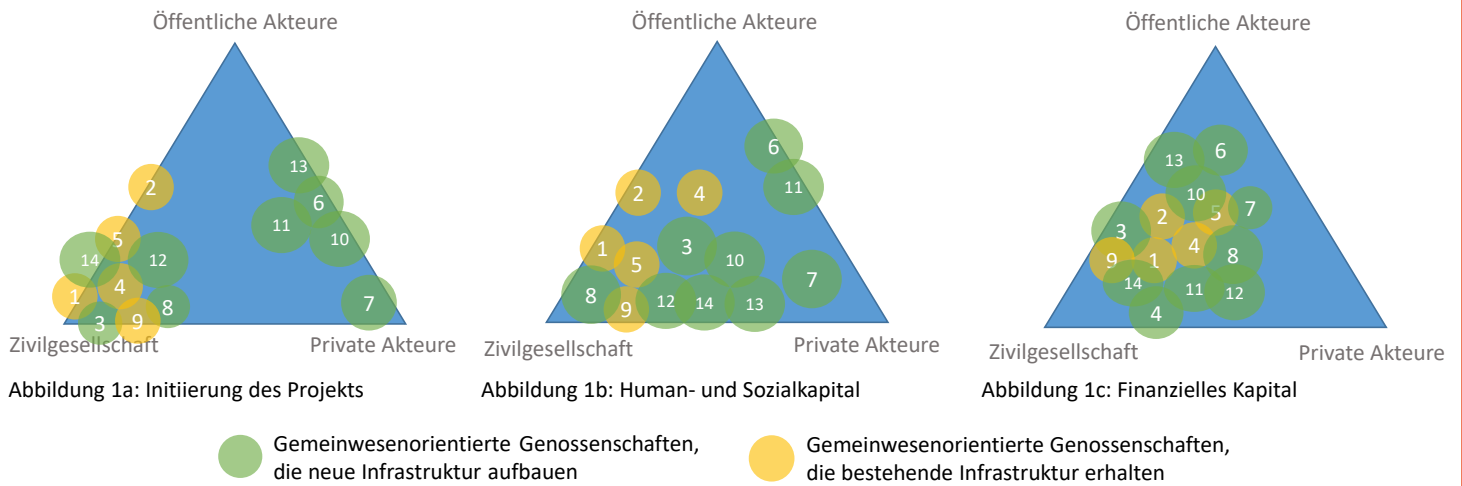 Öffentliche Akteure
13
2
6
5
11
10
14
12
4
1
8
7
3
9
Zivilgesellschaft
Private Akteure
Abbildung 1a: Initiierung des Projekts
Öffentliche Akteure
6
11
2
4
1
3
5
10
7
8
12
14
13
9
Zivilgesellschaft
Private Akteure
Abbildung 1b: Human- und Sozialkapital
Öffentliche Akteure
6
13
10
7
5
2
3
4
8
9
1
14
11
12
4
Zivilgesellschaft
Private Akteure
Abbildung 1c: Finanzielles Kapital
Gemeinwesenorientierte Genossenschaften,
die neue Infrastruktur aufbauen
Gemeinwesenorientierte Genossenschaften,
die bestehende Infrastruktur erhalten